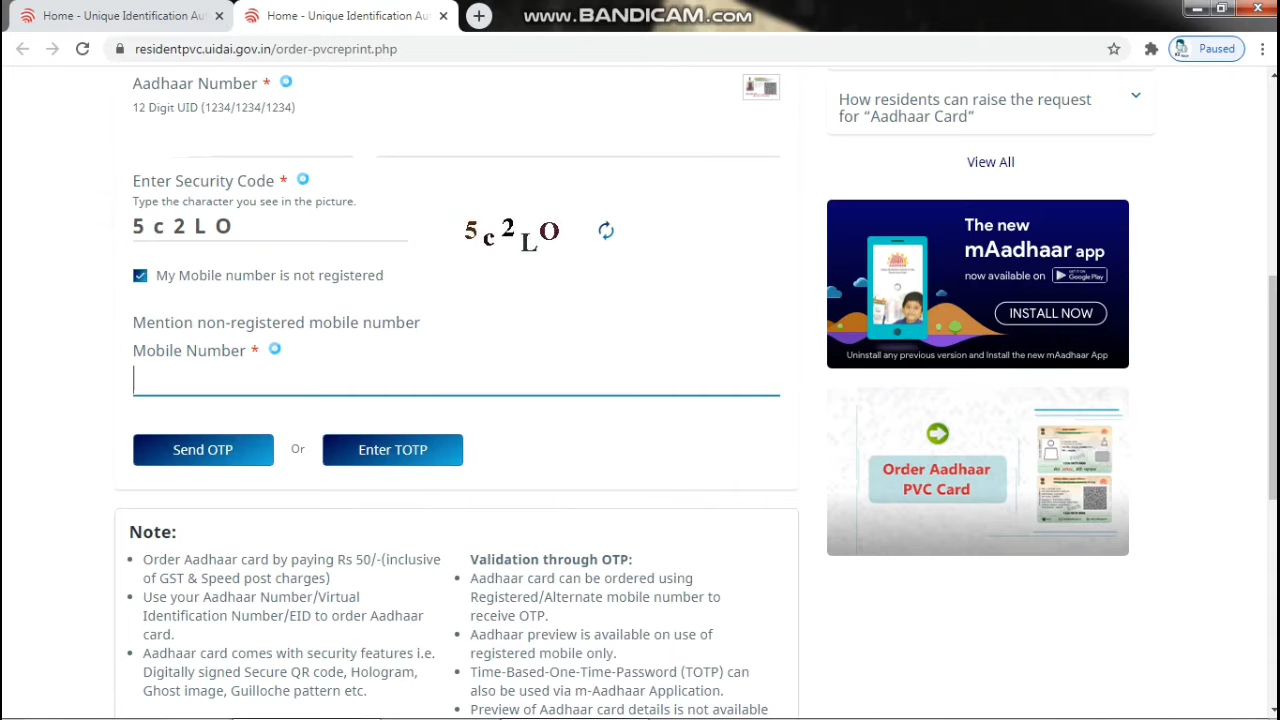 Home - Unique Identification Aut
Home - Unique Identification Aut
www.BANDICAM.com
residentpvc.uidai.gov.in/order-pvcreprint.php
Paused
Aadhaar Number *
12 Digit UID (1234/1234/1234)
Enter Security Code *
Type the character you see in the picture.
5 c 2 L O
5 c 2 L O
My Mobile number is not registered
Mention non-registered mobile number
Mobile Number *
Send OTP
Or
Enter TOTP
Note:
Order Aadhaar card by paying Rs 50/-(inclusive
of GST & Speed post charges)
Use your Aadhaar Number/Virtual
Identification Number/EID to order Aadhaar
card.
Aadhaar card comes with security features i.e.
Digitally signed Secure QR code, Hologram,
Ghost image, Guilloche pattern etc.
Validation through OTP:
Aadhaar card can be ordered using
Registered/Alternate mobile number to
receive OTP.
Aadhaar preview is available on use of
registered mobile only.
Time-Based-One-Time-Password (TOTP) can
also be used via m-Aadhaar Application.
Preview of Aadhaar card details is not available
How residents can raise the request
for “Aadhaar Card”
View All
The new
mAadhaar app
now available on
GET IT ON
Google Play
INSTALL NOW
Uninstall any previous version and Install the new mAadhaar App
Order Aadhaar
PVC Card